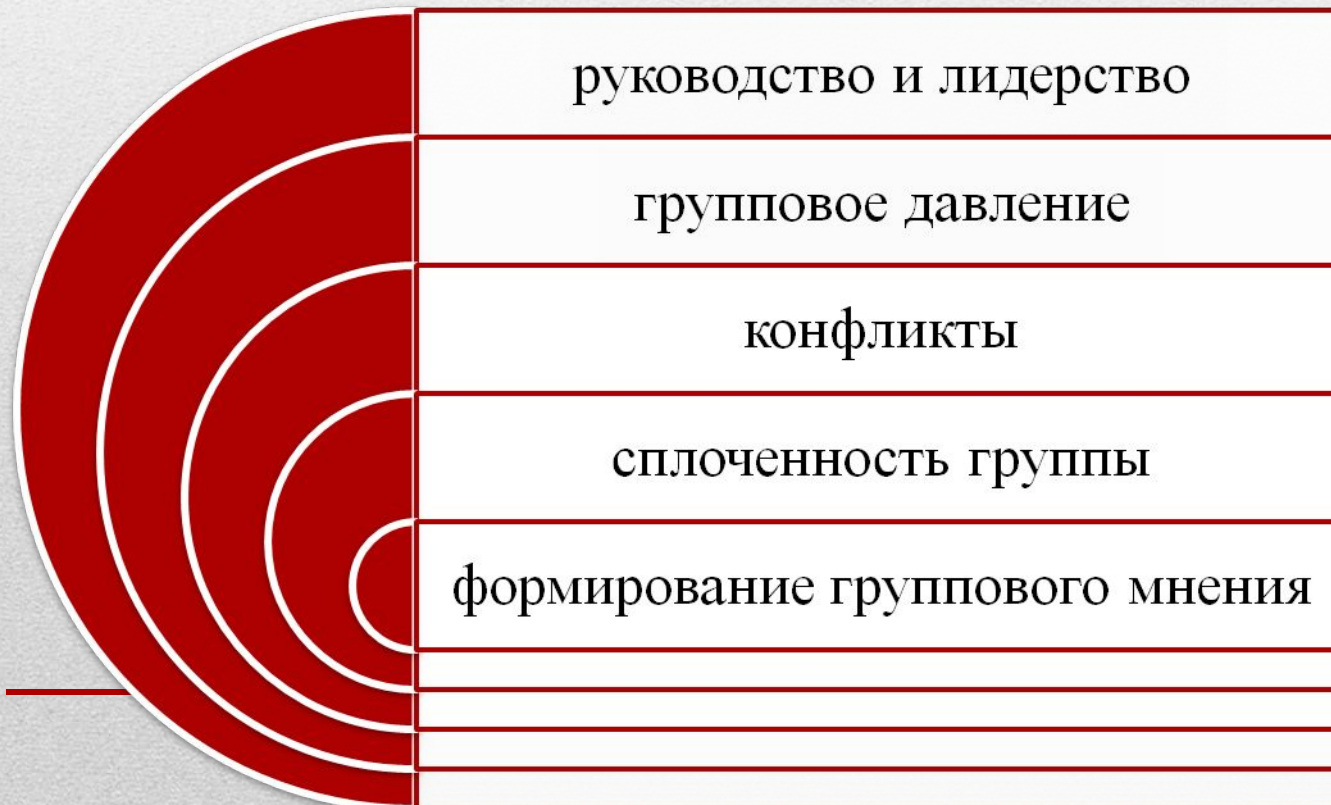 руководство и лидерство
групповое давление
конфликты
сплоченность группы
формирование группового мнения